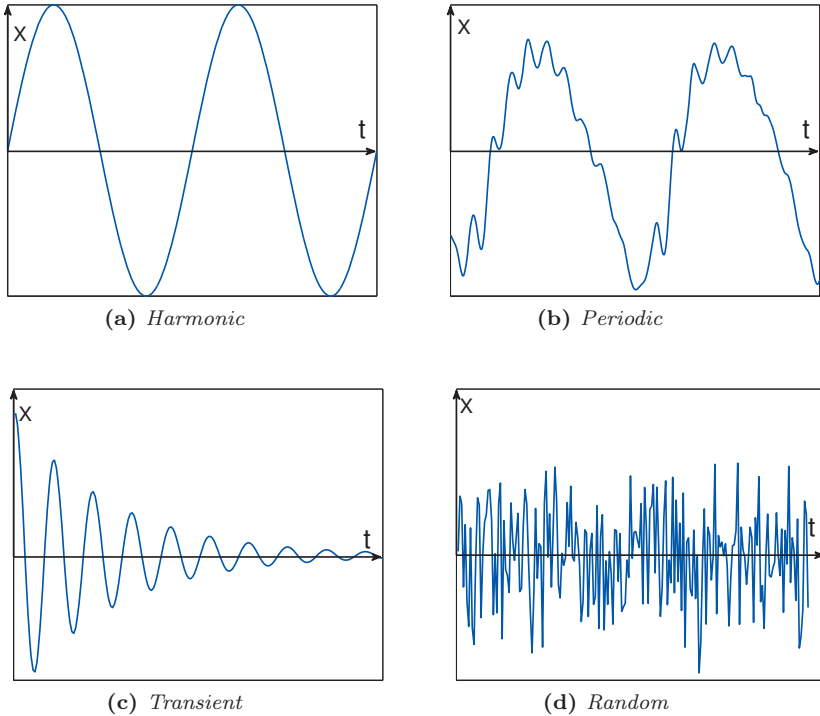 x
t
(a) Harmonic
x
t
(b) Periodic
x
t
(c) Transient
x
t
(d) Random